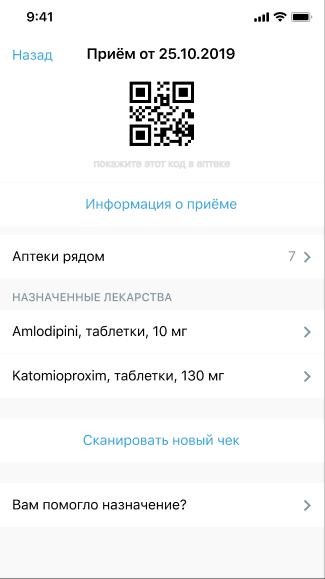 9:41
Назад
Приём от 25.10.2019
покажите этот код в аптеке
Информация о приёме
Аптеки рядом
7
НАЗНАЧЕННЫЕ ЛЕКАРСТВА
Amlodipini, таблетки, 10 мг
Katomioproxim, таблетки, 130 мг
Сканировать новый чек
Вам помогло назначение?